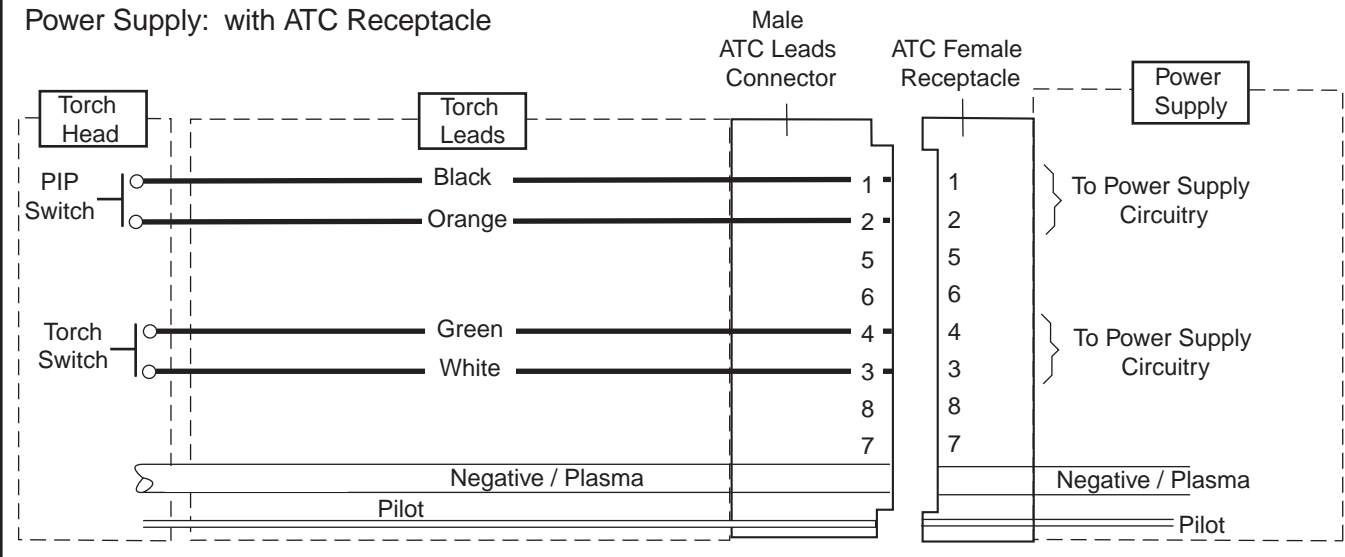 Power Supply: with ATC Receptacle
Male
ATC Leads
Connector
ATC Female
Receptacle
Power
Supply
Torch
Head
Torch
Leads
PIP
Switch
Black
1
1
To Power Supply
Circuitry
Orange
2
2
5
5
6
6
Torch
Switch
Green
4
4
To Power Supply
Circuitry
White
3
3
8
8
7
7
Negative / Plasma
Negative / Plasma
Pilot
Pilot